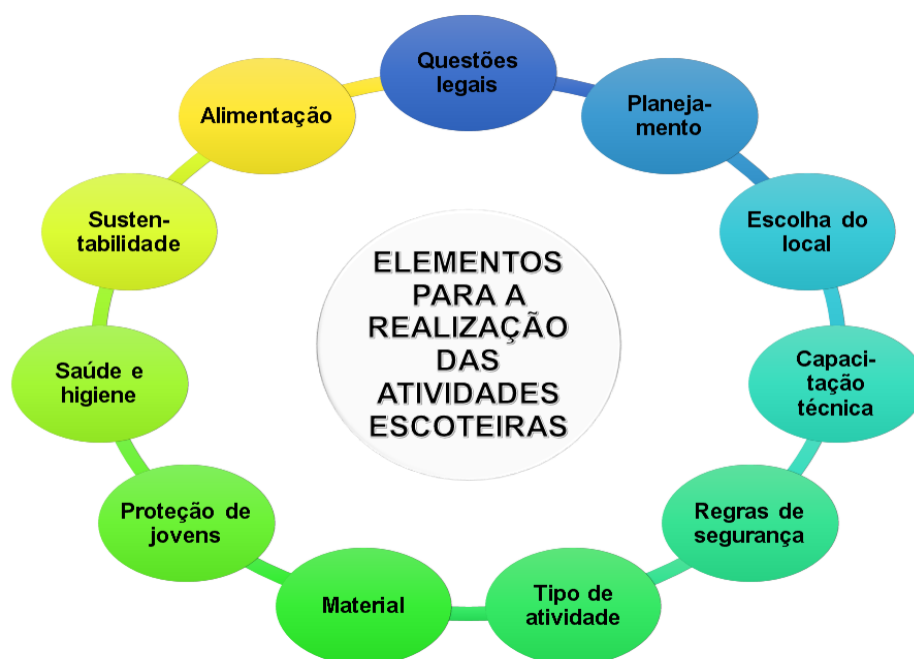 Questões
legais
Planeja-
mento
Escolha do
local
Capaci-
tação
técnica
Regras de
segurança
Tipo de
atividade
Material
Proteção de
jovens
Saúde e
higiene
Susten-
tabilidade
Alimentação
ELEMENTOS
PARA A
REALIZAÇÃO
DAS
ATIVIDADES
ESCOTEIRAS